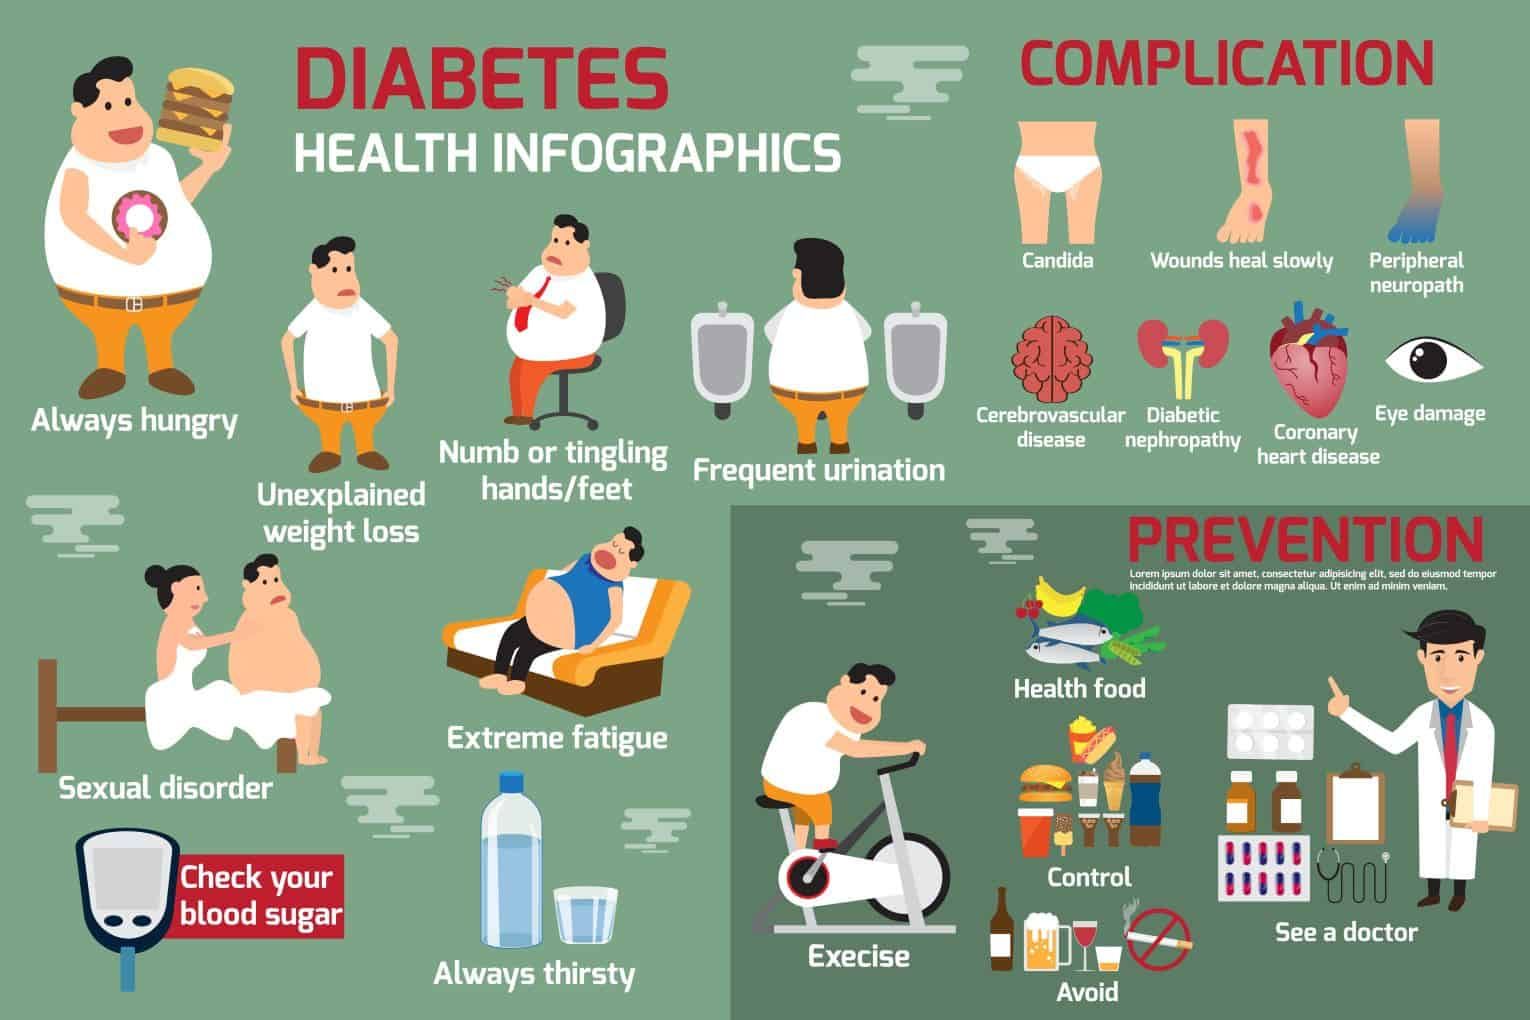 DIABETES
HEALTH INFOGRAPHICS
Always hungry
Unexplained
weight loss
Numb or tingling
hands/feet
Frequent urination
Sexual disorder
Extreme fatigue
Check your
blood sugar
Always thirsty
COMPLICATION
Candida
Wounds heal slowly
Peripheral
neuropath
Cerebrovascular
disease
Diabetic
nephropathy
Coronary
heart disease
Eye damage
PREVENTION
Lorem ipsum dolor sit amet, consectetur adipisicing elit, sed do eiusmod tempor
incididunt ut labore et dolore magna aliqua. Ut enim ad minim veniam,
Health food
Control
Execise
Avoid
See a doctor